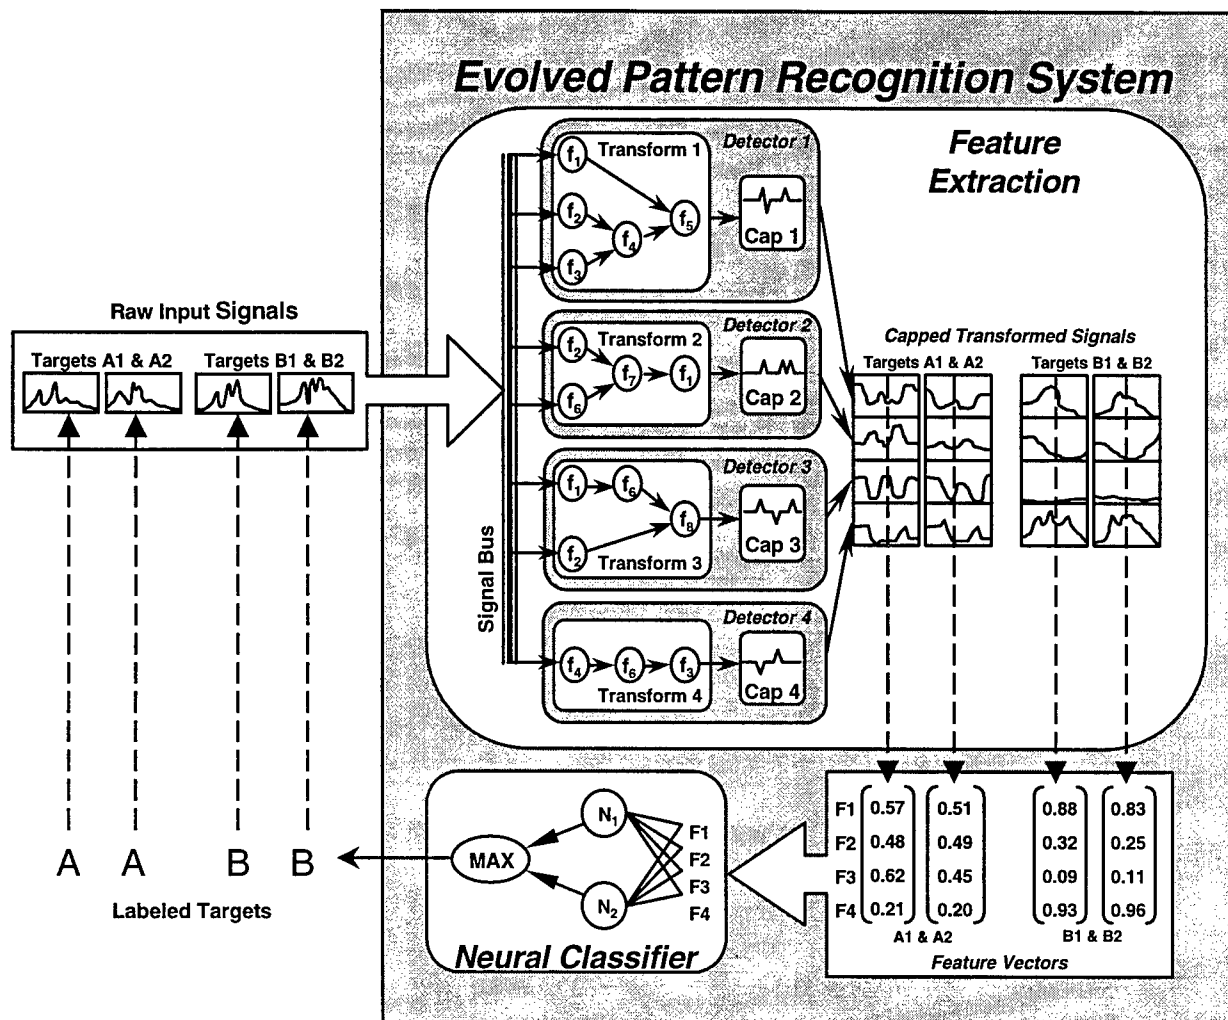 Evolved Pattern Recognition System
Feature
Extraction
Detector 1
Transform 1
f1
f2
f3
f4
f5
Cap 1
Raw Input Signals
Targets A1 & A2 Targets B1 & B2
Detector 2
Transform 2
f2
f7
f1
f6
Cap 2
Capped Transformed Signals
Targets A1 & A2 Targets B1 & B2
Detector 3
f1
f6
f8
f2
Transform 3
Cap 3
Signal Bus
Detector 4
f4
f6
f3
Transform 4
Cap 4
A A B B
Labeled Targets
MAX
N1
N2
F1
F2
F3
F4
Neural Classifier
F1 0.57 0.51 0.88 0.83
F2 0.48 0.49 0.32 0.25
F3 0.62 0.45 0.09 0.11
F4 0.21 0.20 0.93 0.96
A1 & A2 B1 & B2
Feature Vectors